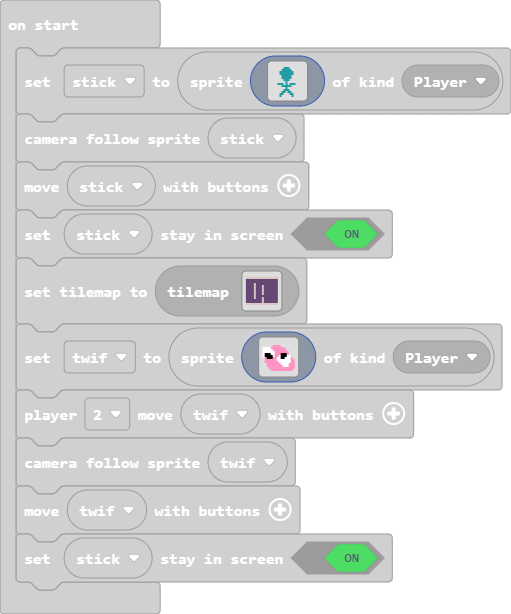 on start
set stick to sprite of kind Player
camera follow sprite stick
move stick with buttons
set stick stay in screen ON
set tilemap to tilemap
set twif to sprite of kind Player
player 2 move twif with buttons
camera follow sprite twif
move twif with buttons
set stick stay in screen ON